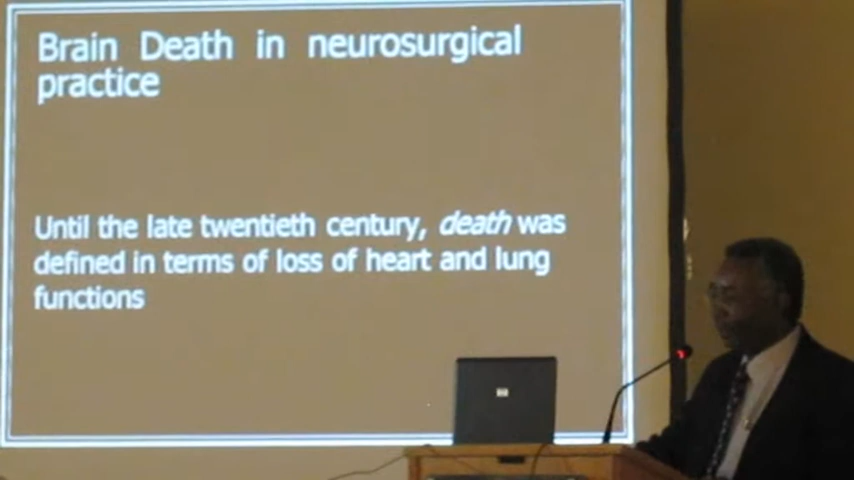 Brain Death in neurosurgical
practice
Until the late twentieth century, death was
defined in terms of loss of heart and lung
functions